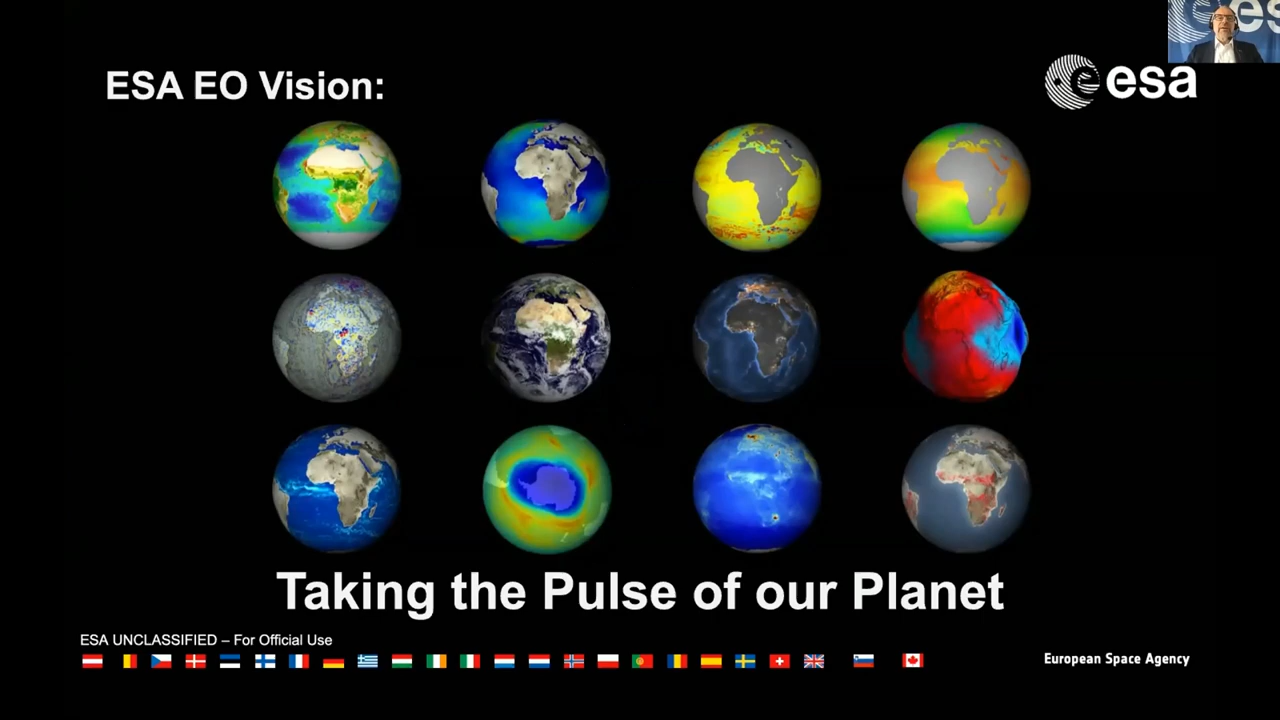 ESA EO Vision:
esa
Taking the Pulse of our Planet
ESA UNCLASSIFIED – For Official Use
European Space Agency